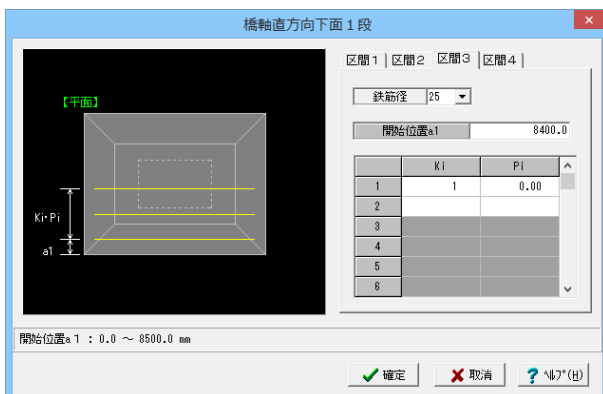 橋軸直方向下面１段
区間１ 区間２ 区間３ 区間４
【平面】
鉄筋径 25
開始位置a1 8400.0
Ki Pi
1 1 0.00
2
3
4
5
6
Ki・Pi
a1
開始位置a１ : 0.0 ～ 8500.0 mm
確定 取消 ? ﾍﾙﾌﾟ(H)